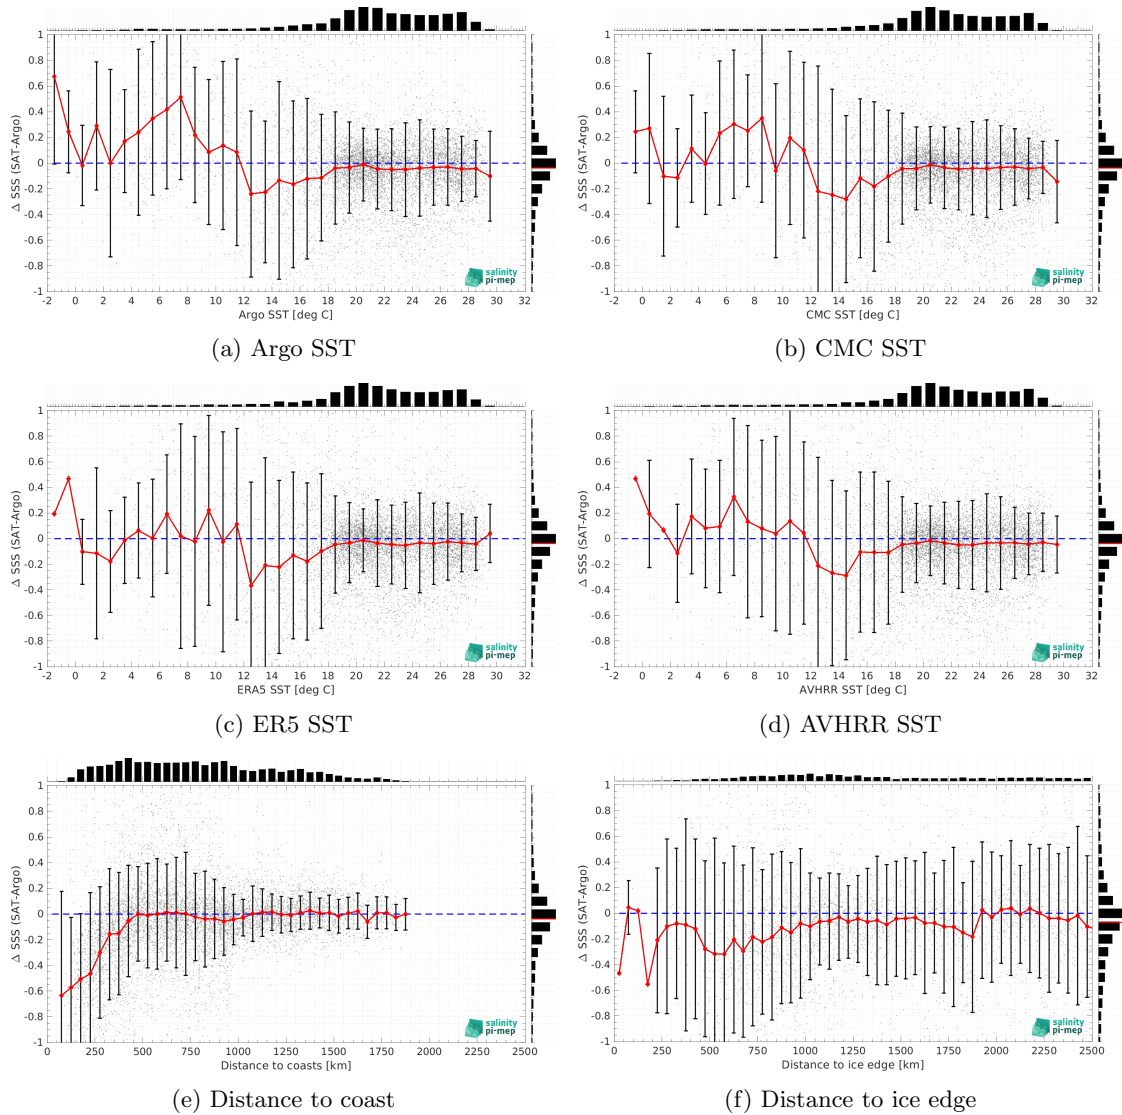 1
0.8
0.6
0.4
0.2
0
-0.2
-0.4
-0.6
-0.8
-1
Δ SSS (SAT-Argo)
salinity
pi-mep
-2 0 2 4 6 8 10 12 14 16 18 20 22 24 26 28 30 32
Argo SST [deg C]
(a) Argo SST
1
0.8
0.6
0.4
0.2
0
-0.2
-0.4
-0.6
-0.8
-1
Δ SSS (SAT-Argo)
salinity
pi-mep
-2 0 2 4 6 8 10 12 14 16 18 20 22 24 26 28 30 32
CMC SST [deg C]
(b) CMC SST
1
0.8
0.6
0.4
0.2
0
-0.2
-0.4
-0.6
-0.8
-1
Δ SSS (SAT-Argo)
salinity
pi-mep
-2 0 2 4 6 8 10 12 14 16 18 20 22 24 26 28 30 32
ERA5 SST [deg C]
(c) ER5 SST
1
0.8
0.6
0.4
0.2
0
-0.2
-0.4
-0.6
-0.8
-1
Δ SSS (SAT-Argo)
salinity
pi-mep
-2 0 2 4 6 8 10 12 14 16 18 20 22 24 26 28 30 32
AVHRR SST [deg C]
(d) AVHRR SST
1
0.8
0.6
0.4
0.2
0
-0.2
-0.4
-0.6
-0.8
-1
Δ SSS (SAT-Argo)
salinity
pi-mep
0 250 500 750 1000 1250 1500 1750 2000 2250 2500
Distance to coasts [km]
(e) Distance to coast
1
0.8
0.6
0.4
0.2
0
-0.2
-0.4
-0.6
-0.8
-1
Δ SSS (SAT-Argo)
salinity
pi-mep
0 250 500 750 1000 1250 1500 1750 2000 2250 2500
Distance to ice edge [km]
(f) Distance to ice edge